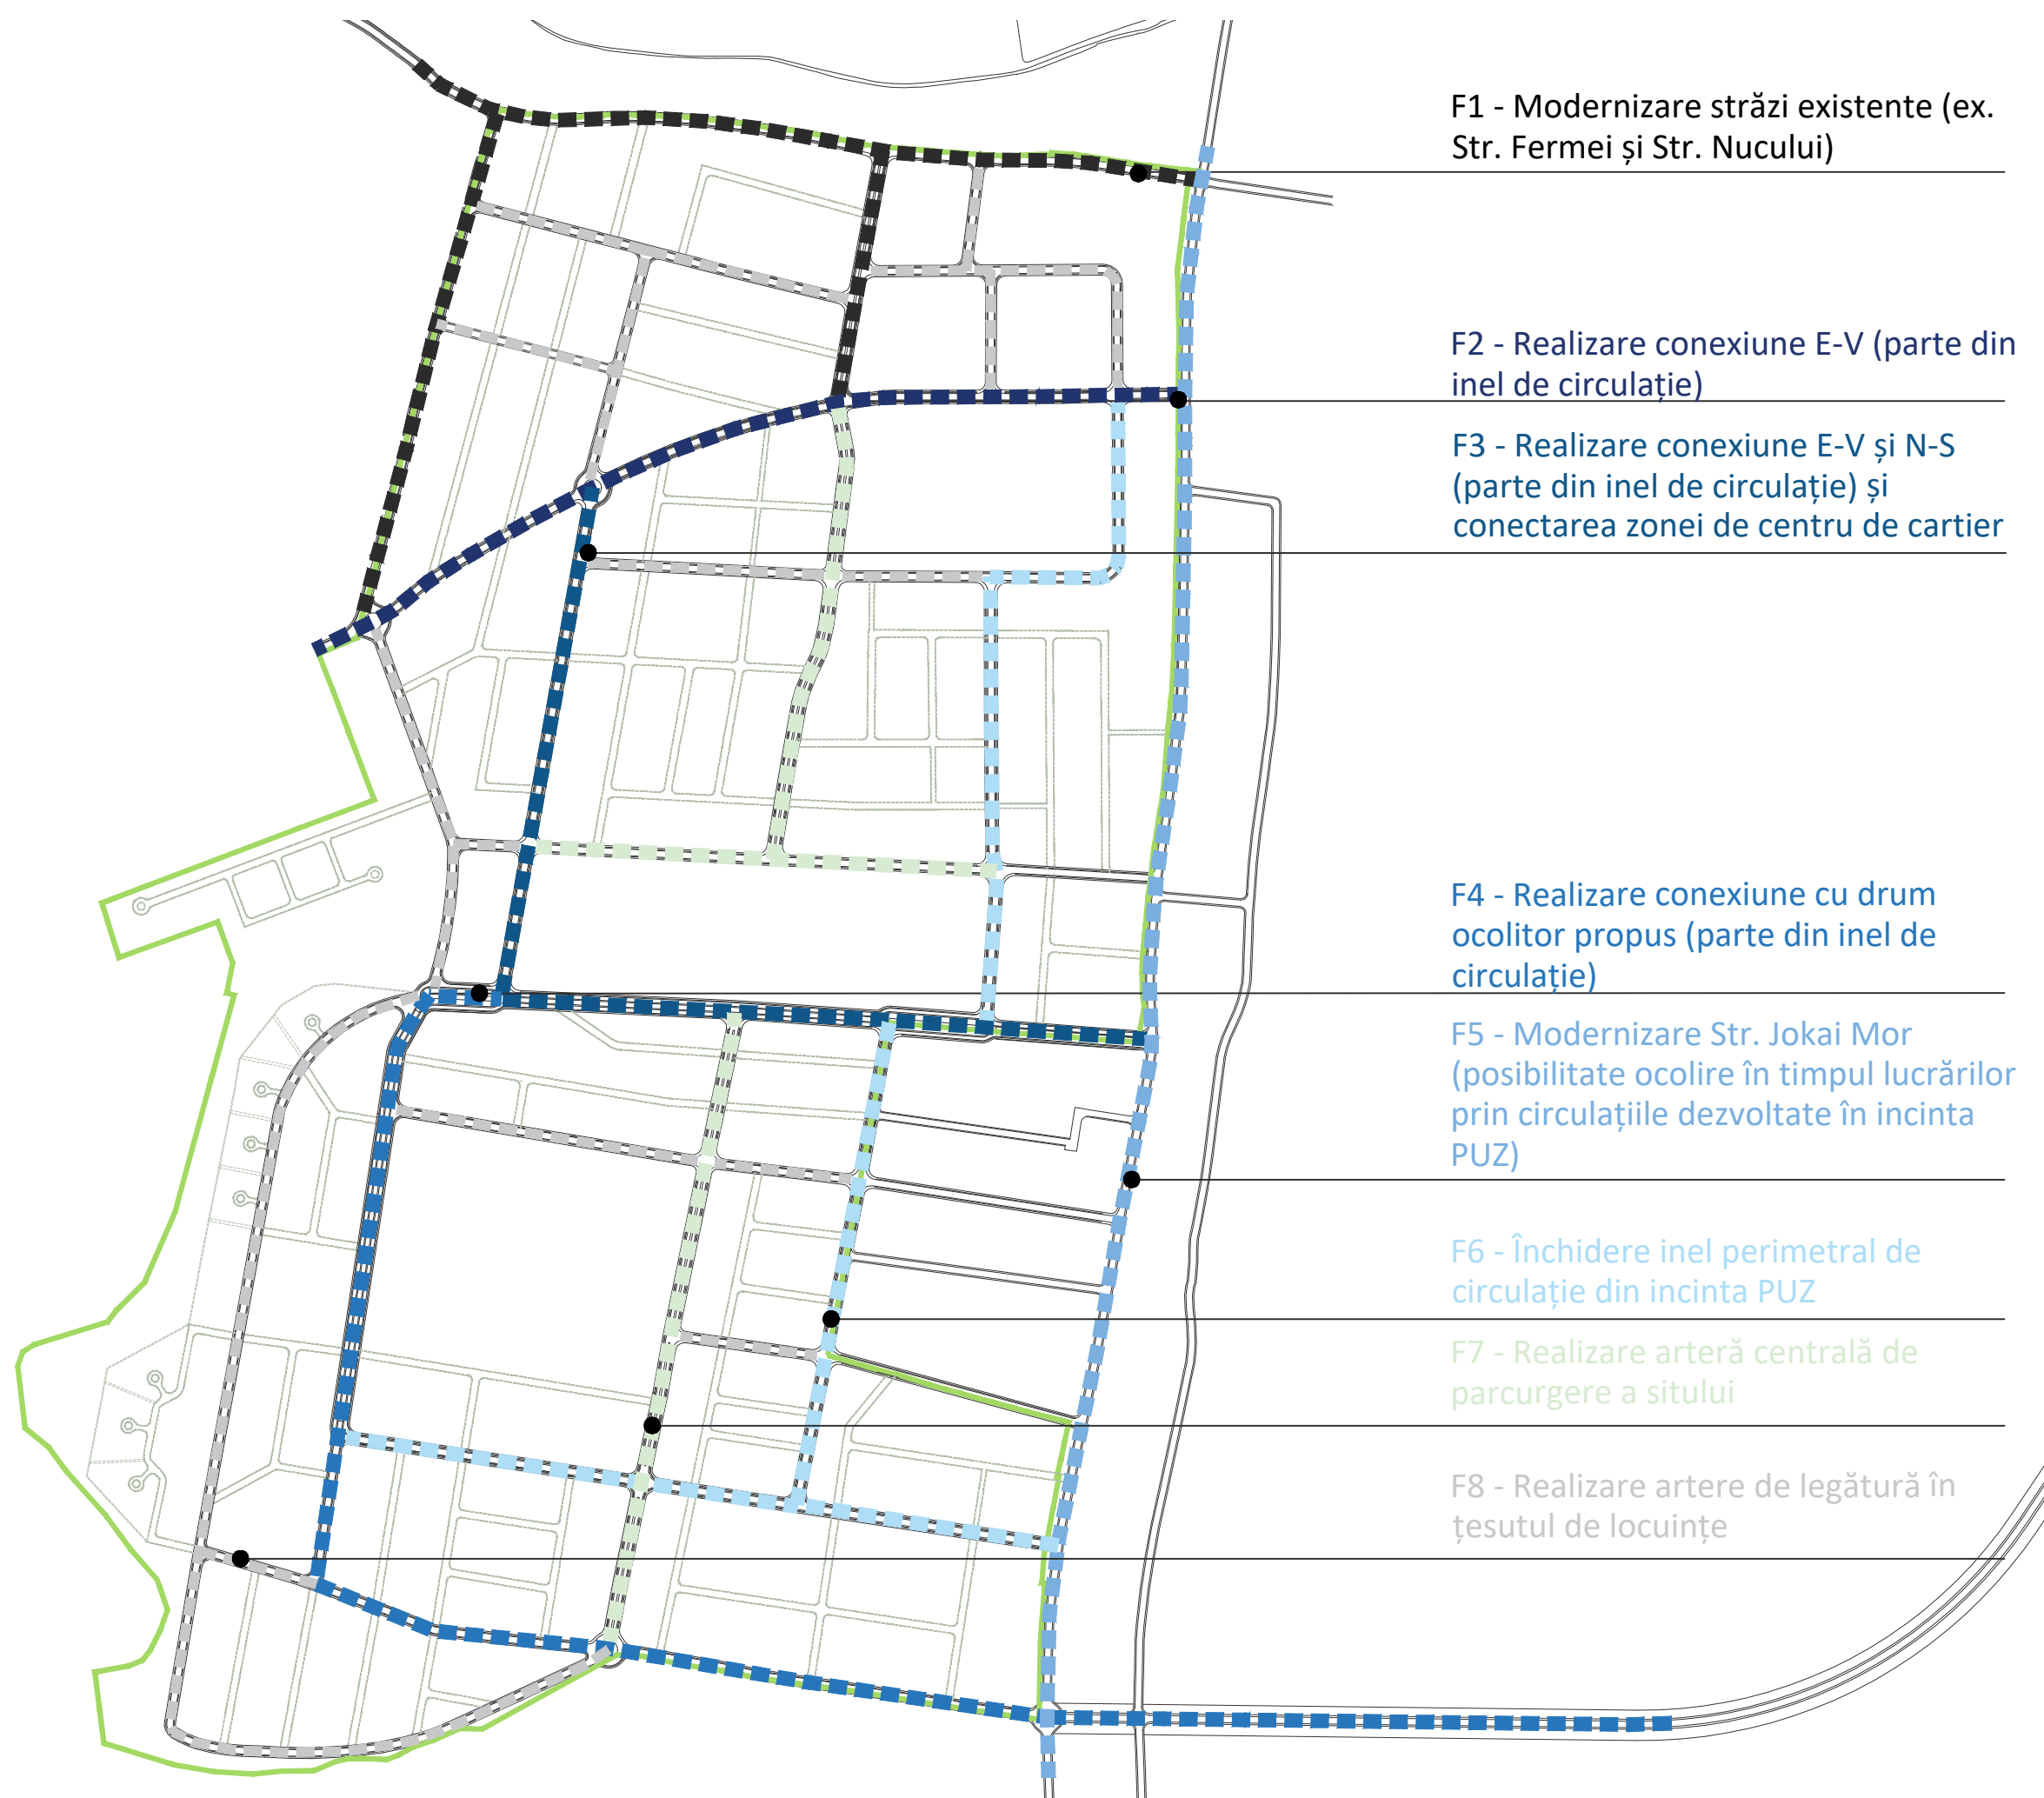 F1 - Modernizare străzi existente (ex.
Str. Fermei și Str. Nucului)
F2 - Realizare conexiune E-V (parte din
inel de circulație)
F3 - Realizare conexiune E-V și N-S
(parte din inel de circulație) și
conectarea zonei de centru de cartier
F4 - Realizare conexiune cu drum
ocolitor propus (parte din inel de
circulație)
F5 - Modernizare Str. Jokai Mor
(posibilitate ocolire în timpul lucrărilor
prin circulațiile dezvoltate în incinta
PUZ)
F6 - Închidere inel perimetral de
circulație din incinta PUZ
F7 - Realizare arteră centrală de
parcurgere a sitului
F8 - Realizare artere de legătură în
țesutul de locuințe